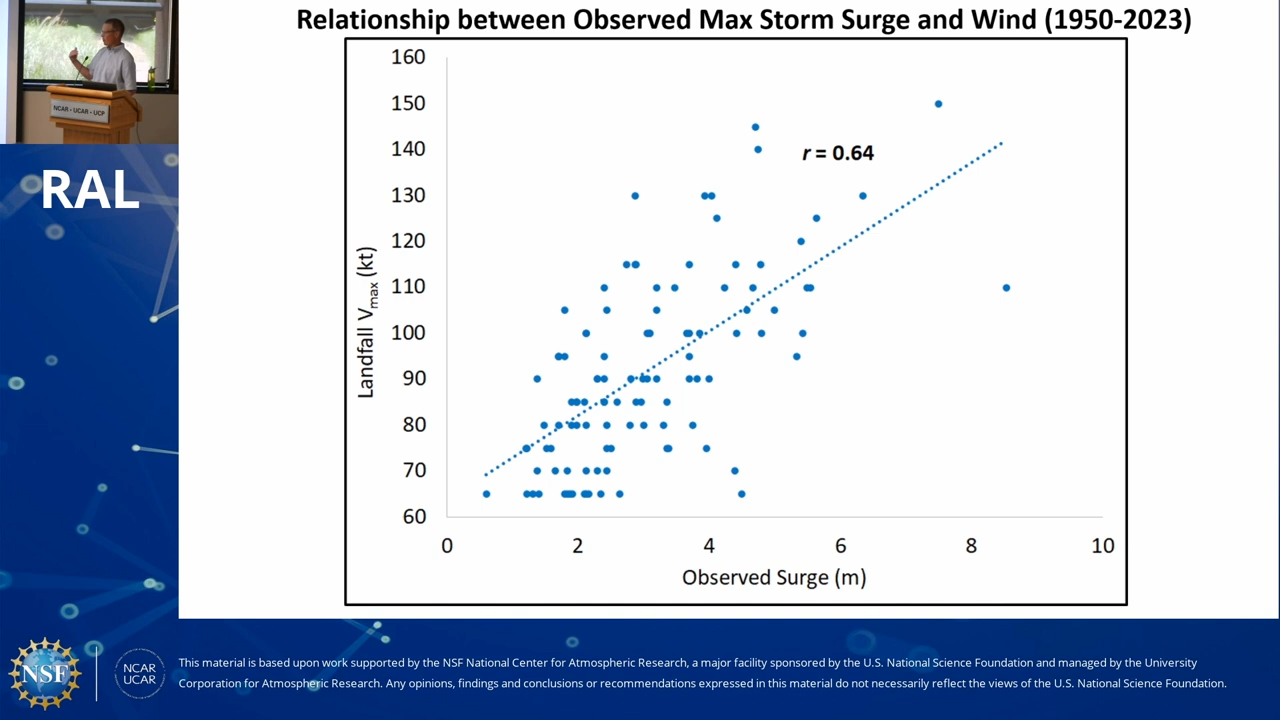 Relationship between Observed Max Storm Surge and Wind (1950-2023)
NCAR • UCAR • UCP
RAL
160
150
140
130
120
110
100
90
80
70
60
r = 0.64
Landfall Vmax (kt)
0 2 4 6 8 10
Observed Surge (m)
NSF
NCAR
UCAR
This material is based upon work supported by the NSF National Center for Atmospheric Research, a major facility sponsored by the U.S. National Science Foundation and managed by the University
Corporation for Atmospheric Research. Any opinions, findings and conclusions or recommendations expressed in this material do not necessarily reflect the views of the U.S. National Science Foundation.